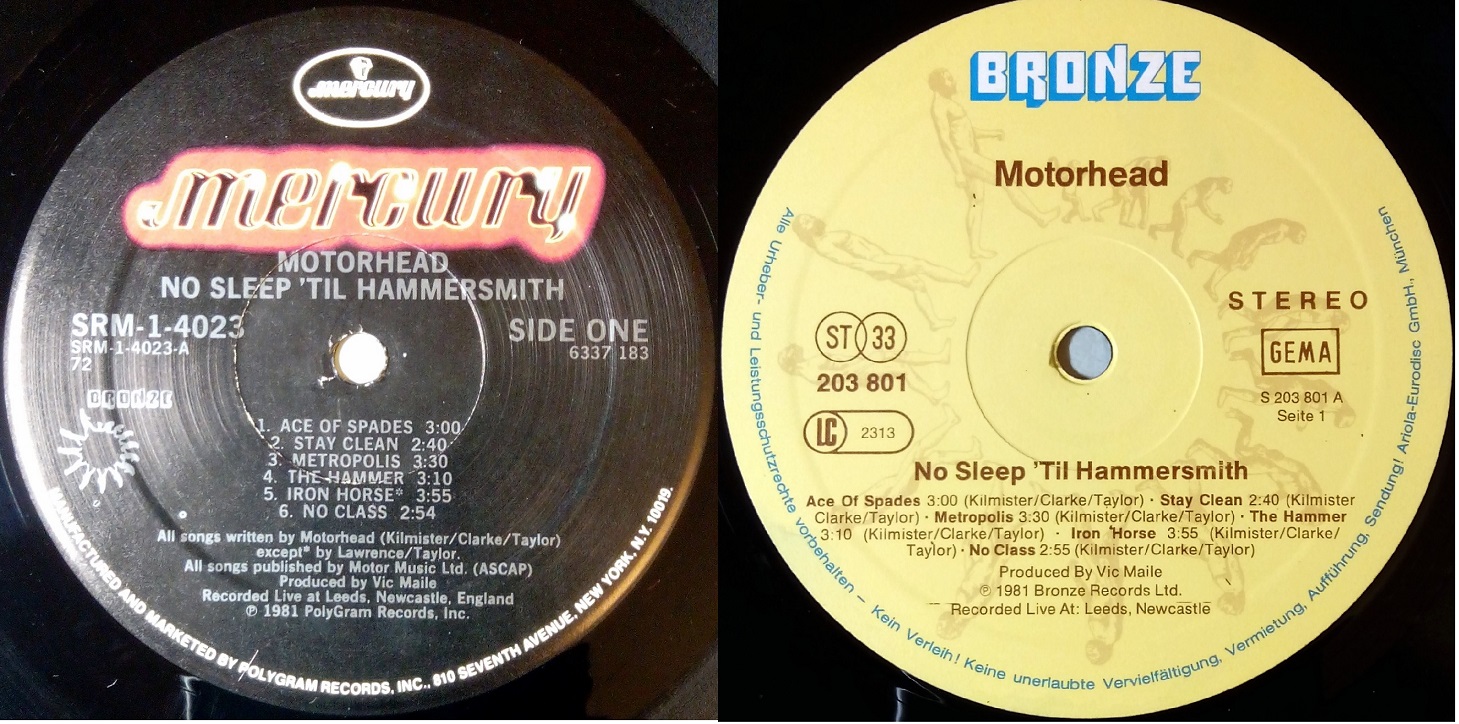 mercury
mercury
MOTORHEAD
NO SLEEP 'TIL HAMMERSMITH
SRM-1-4023
SRM-1-4023-A
72
SIDE ONE
6337 183
BRONZE
1. ACE OF SPADES 3:00
2. STAY CLEAN 2:40
3. METROPOLIS 3:30
4. THE HAMMER 3:10
5. IRON HORSE* 3:55
6. NO CLASS 2:54
All songs written by Motorhead (Kilmister/Clarke/Taylor)
except* by Lawrence/Taylor.
All songs published by Motor Music Ltd. (ASCAP)
Produced by Vic Maile
Recorded Live at Leeds, Newcastle, England
℗ 1981 PolyGram Records, Inc.
MANUFACTURED AND MARKETED BY POLYGRAM RECORDS, INC., 810 SEVENTH AVENUE, NEW YORK, N.Y. 10019.
BRONZE
Motorhead
STEREO
ST 33
203 801
LC 2313
GEMA
S 203 801 A
Seite 1
No Sleep 'Til Hammersmith
Ace Of Spades 3:00 (Kilmister/Clarke/Taylor) · Stay Clean 2:40 (Kilmister
Clarke/Taylor) · Metropolis 3:30 (Kilmister/Clarke/Taylor) · The Hammer
3:10 (Kilmister/Clarke/Taylor) · Iron Horse 3:55 (Kilmister/Clarke/
Taylor) · No Class 2:55 (Kilmister/Clarke/Taylor)
Produced By Vic Maile
℗ 1981 Bronze Records Ltd.
Recorded Live At: Leeds, Newcastle
Alle Urheber- und Leistungsschutzrechte vorbehalten – Kein Verleih! Keine unerlaubte Vervielfältigung, Vermietung, Aufführung, Sendung! Ariola-Eurodisc GmbH., München